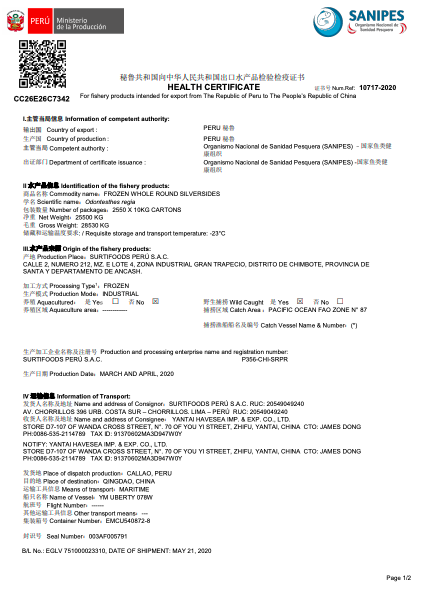 PERÚ
Ministerio
de la Producción
SANIPES
Organismo Nacional de
Sanidad Pesquera
CC26E26C7342
秘鲁共和国向中华人民共和国出口水产品检验检疫证书
HEALTH CERTIFICATE
证书号 Num.Ref: 10717-2020
For fishery products intended for export from The Republic of Peru to The People's Republic of China
I.主管当局信息 Information of competent authority:
输出国 Country of export : PERU 秘鲁
生产国 Country of production : PERU 秘鲁
主管当局 Competent authority : Organismo Nacional de Sanidad Pesquera (SANIPES) - 国家鱼类健康组织
出证部门 Department of certificate issuance : Organismo Nacional de Sanidad Pesquera (SANIPES) - 国家鱼类健康组织
II 水产品信息 Identification of the fishery products:
商品名称 Commodity name: FROZEN WHOLE ROUND SILVERSIDES
学名 Scientific name: Odontesthes regia
包装数量 Number of packages: 2550 X 10KG CARTONS
净重 Net Weight: 25500 KG
毛重 Gross Weight: 28530 KG
储藏和运输温度要求: / Requisite storage and transport temperature: -23°C
III.水产品来源 Origin of the fishery products:
产地 Production Place: SURTIFOODS PERÚ S.A.C.
CALLE 2, NUMERO 212, MZ. E LOTE 4, ZONA INDUSTRIAL GRAN TRAPECIO, DISTRITO DE CHIMBOTE, PROVINCIA DE
SANTA Y DEPARTAMENTO DE ANCASH.
加工方式 Processing Type¹: FROZEN
生产模式 Production Mode: INDUSTRIAL
养殖 Aquacultured: 是 Yes: ☐ 否 No ☒ 野生捕捞 Wild Caught 是 Yes ☒ 否 No: ☐
养殖区域 Aquaculture area: ------------ 捕捞区域 Catch Area: PACIFIC OCEAN FAO ZONE N° 87
捕捞渔船船名及编号 Catch Vessel Name & Number: (*)
生产加工企业名称及注册号 Production and processing enterprise name and registration number:
SURTIFOODS PERÚ S.A.C. P356-CHI-SRPR
生产日期 Production Date: MARCH AND APRIL, 2020
IV 运输信息 Information of Transport:
发货人名称及地址 Name and address of Consignor: SURTIFOODS PERÚ S.A.C. RUC: 20549049240
AV. CHORRILLOS 396 URB. COSTA SUR – CHORRILLOS. LIMA – PERÚ RUC: 20549049240
收货人名称及地址 Name and address of Consignee: YANTAI HAVESEA IMP. & EXP. CO., LTD.
STORE D7-107 OF WANDA CROSS STREET, N°. 70 OF YOU YI STREET, ZHIFU, YANTAI, CHINA CTO: JAMES DONG
PH:0086-535-2114789 TAX ID: 91370602MA3D947W0Y
NOTIFY: YANTAI HAVESEA IMP. & EXP. CO., LTD.
STORE D7-107 OF WANDA CROSS STREET, N°. 70 OF YOU YI STREET, ZHIFU, YANTAI, CHINA CTO: JAMES DONG
PH:0086-535-2114789 TAX ID: 91370602MA3D947W0Y
发货地 Place of dispatch production: CALLAO, PERU
目的地 Place of destination: QINGDAO, CHINA
运输工具信息 Means of transport: MARITIME
船只名称 Name of Vessel: YM UBERTY 078W
航班号 Flight Number: ------
其他运输工具信息 Other transport means: ---
集装箱号 Container Number: EMCU540872-8
封识号 Seal Number: 003AF005791
B/L No.: EGLV 751000023310, DATE OF SHIPMENT: MAY 21, 2020
Page 1/2